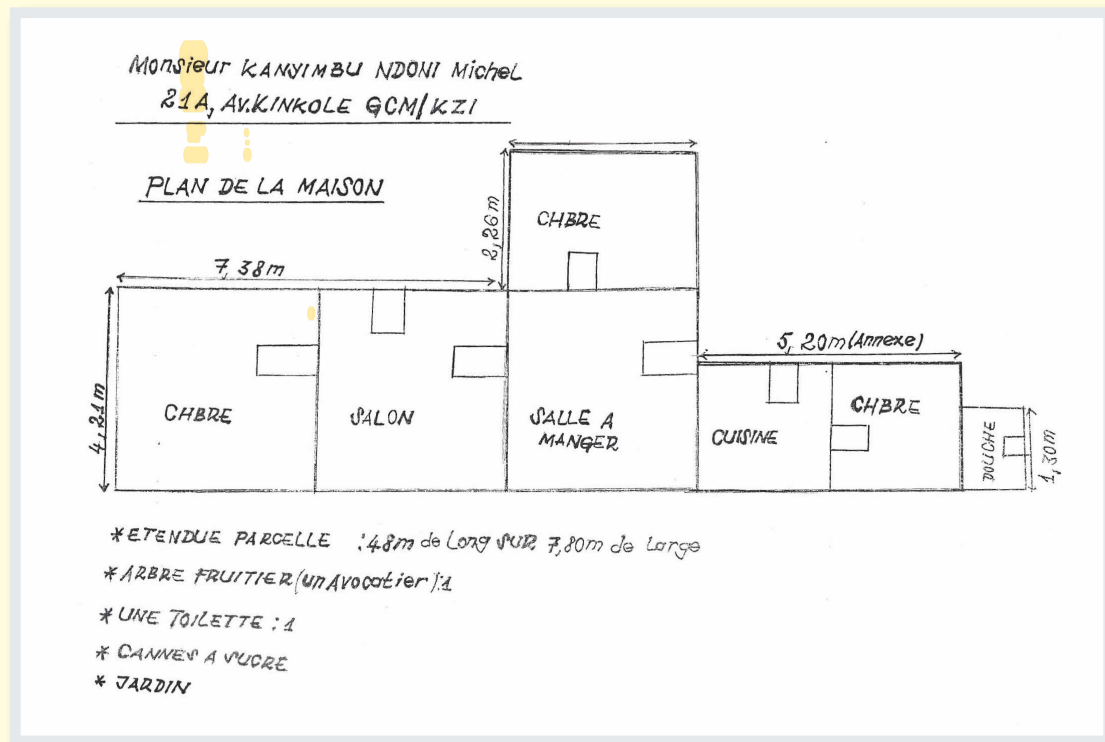 Monsieur KANYIMBU NDONI Michel
21A, AV.KINKOLE GCM/KZI
PLAN DE LA MAISON
2,26m
CHBRE
7,38m
4,21m
CHBRE
SALON
SALLE A
MANGER
5,20m (Annexe)
CUISINE
CHBRE
DOUCHE
1,30m
*ETENDUE PARCELLE :48m de Long SUR 7,80m de Large
*ARBRE FRUITIER (un Avocatier):1
*UNE TOILETTE :1
* CANNES A SUCRE
* JARDIN